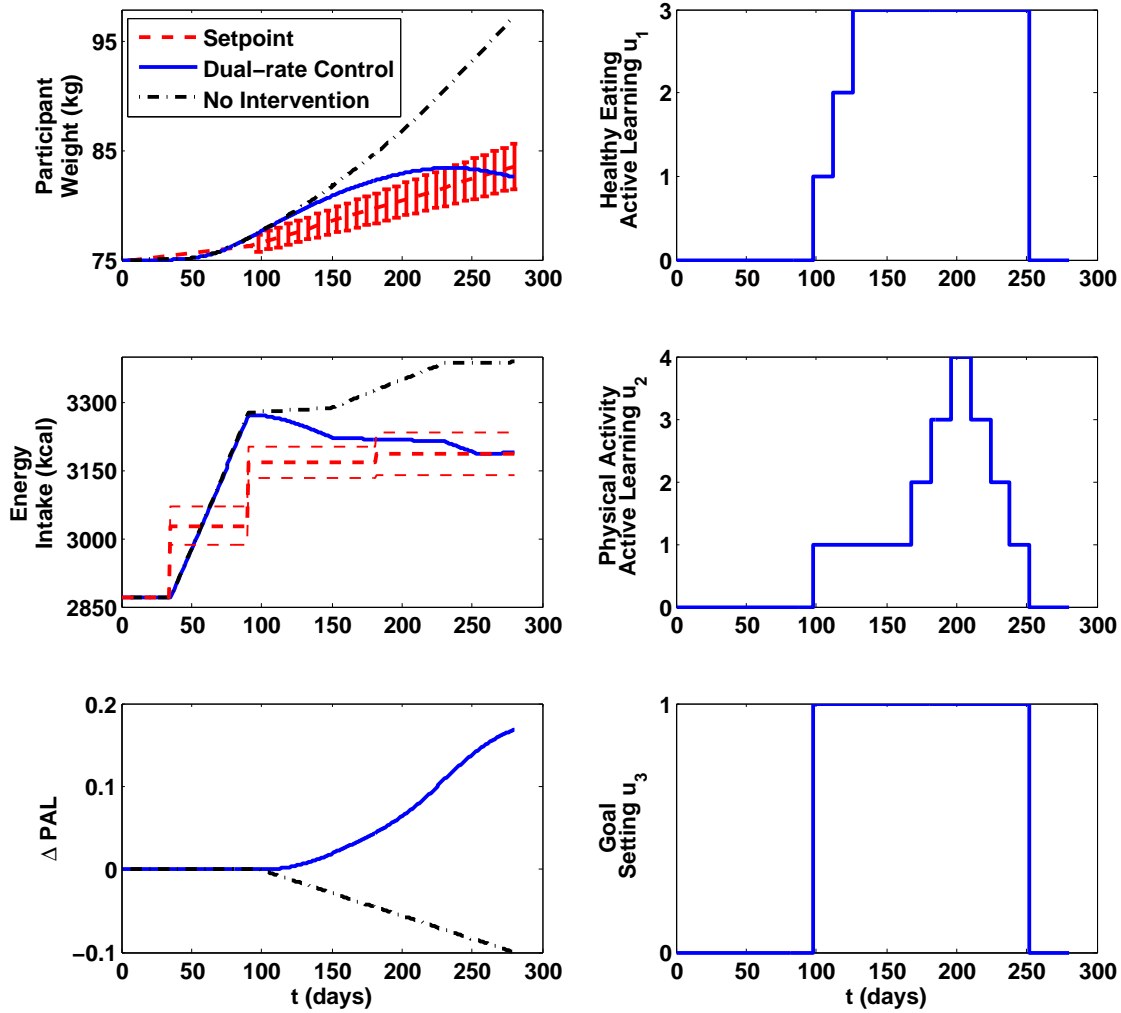 Setpoint
Dual-rate Control
No Intervention
Participant
Weight (kg)
95
85
75
0 50 100 150 200 250 300
Healthy Eating
Active Learning u1
3
2
1
0
0 50 100 150 200 250 300
Energy
Intake (kcal)
3300
3150
3000
2850
0 50 100 150 200 250 300
Physical Activity
Active Learning u2
4
3
2
1
0
0 50 100 150 200 250 300
Δ PAL
0.2
0.1
0
−0.1
0 50 100 150 200 250 300
t (days)
Goal
Setting u3
1
0
0 50 100 150 200 250 300
t (days)